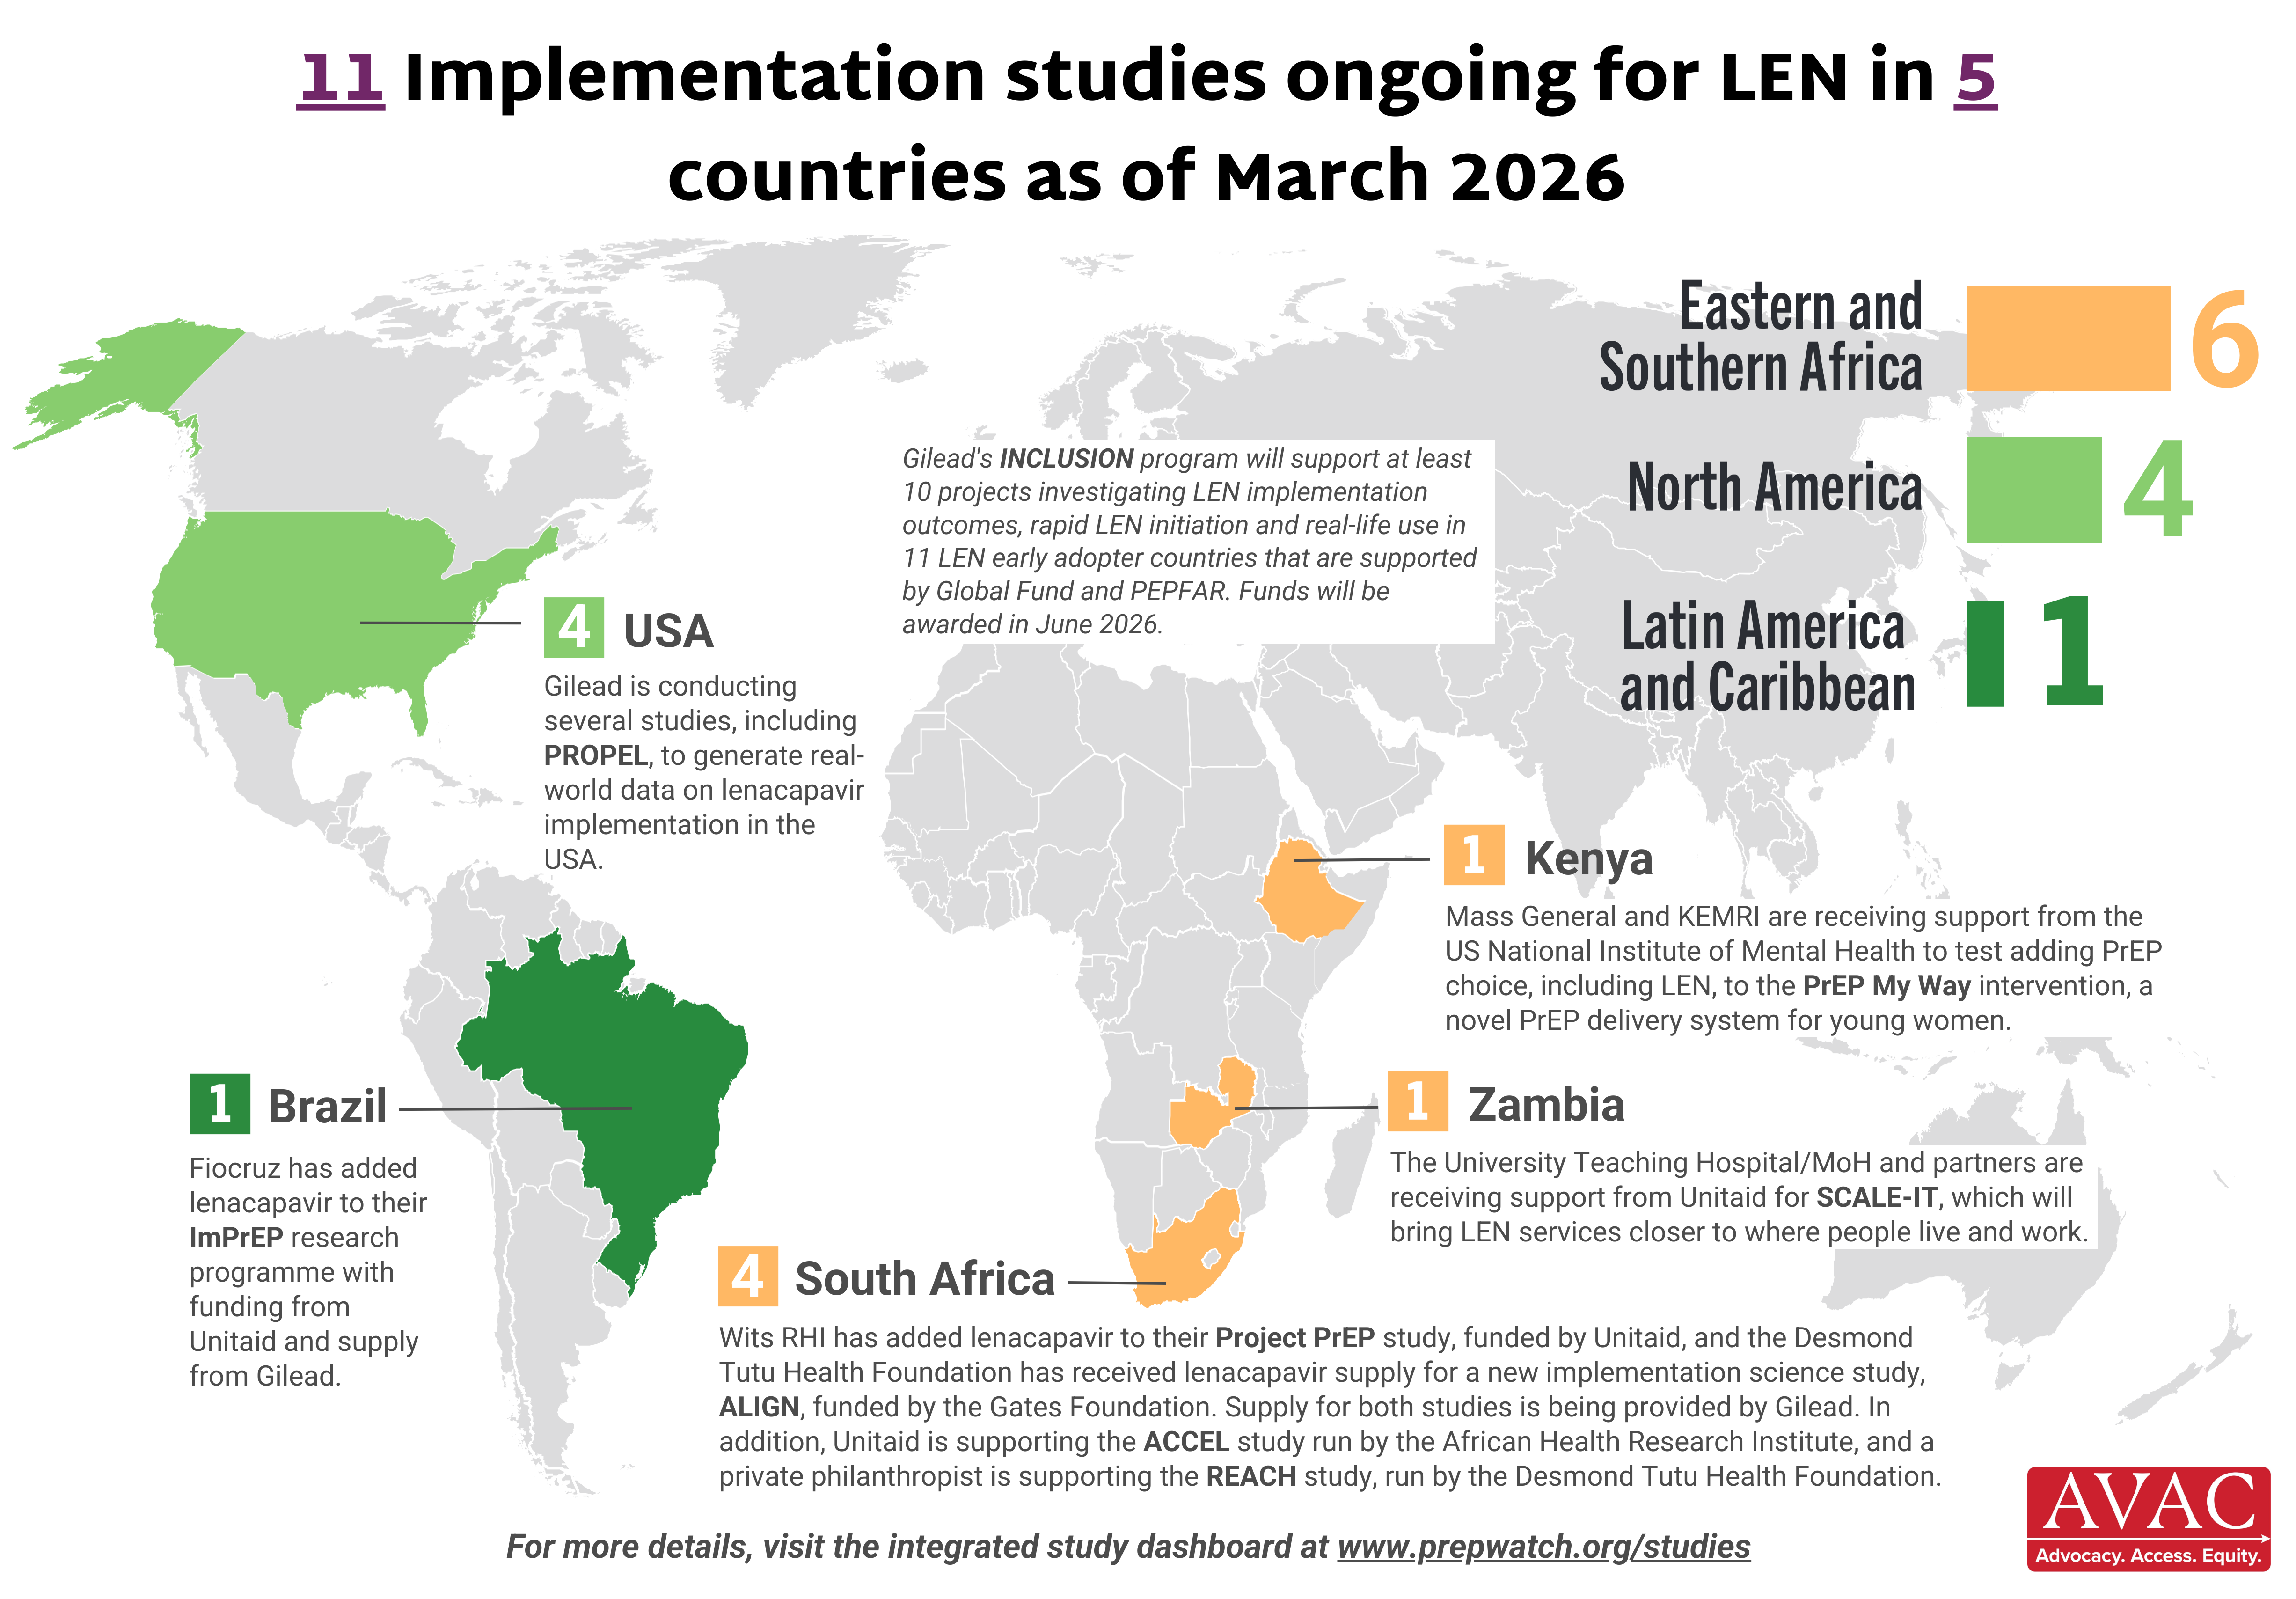 11 Implementation studies ongoing for LEN in 5
countries as of March 2026
Eastern and
Southern Africa
6
North America
4
Latin America
and Caribbean
1
Gilead's INCLUSION program will support at least
10 projects investigating LEN implementation
outcomes, rapid LEN initiation and real-life use in
11 LEN early adopter countries that are supported
by Global Fund and PEPFAR. Funds will be
awarded in June 2026.
4 USA
Gilead is conducting
several studies, including
PROPEL, to generate real-
world data on lenacapavir
implementation in the
USA.
1 Kenya
Mass General and KEMRI are receiving support from the
US National Institute of Mental Health to test adding PrEP
choice, including LEN, to the PrEP My Way intervention, a
novel PrEP delivery system for young women.
1 Brazil
Fiocruz has added
lenacapavir to their
ImPrEP research
programme with
funding from
Unitaid and supply
from Gilead.
1 Zambia
The University Teaching Hospital/MoH and partners are
receiving support from Unitaid for SCALE-IT, which will
bring LEN services closer to where people live and work.
4 South Africa
Wits RHI has added lenacapavir to their Project PrEP study, funded by Unitaid, and the Desmond
Tutu Health Foundation has received lenacapavir supply for a new implementation science study,
ALIGN, funded by the Gates Foundation. Supply for both studies is being provided by Gilead. In
addition, Unitaid is supporting the ACCEL study run by the African Health Research Institute, and a
private philanthropist is supporting the REACH study, run by the Desmond Tutu Health Foundation.
For more details, visit the integrated study dashboard at www.prepwatch.org/studies
AVAC
Advocacy. Access. Equity.